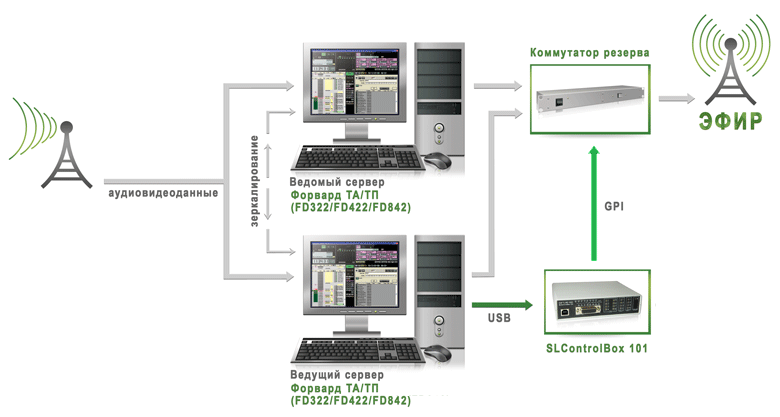 Коммутатор резерва
ЭФИР
аудиовидеоданные
зеркалирование
Ведомый сервер
Форвард ТА/ТП
(FD322/FD422/FD842)
GPI
USB
SLControlBox 101
Ведущий сервер
Форвард ТА/ТП
(FD322/FD422/FD842)